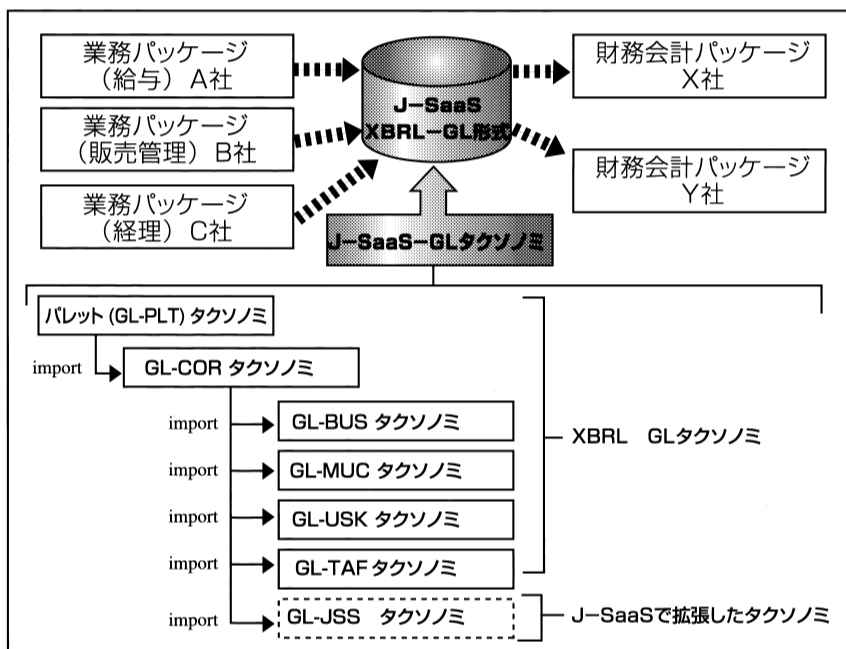 業務パッケージ
(給与) A社
業務パッケージ
(販売管理) B社
業務パッケージ
(経理) C社
J-SaaS
XBRL-GL形式
財務会計パッケージ
X社
財務会計パッケージ
Y社
J-SaaS-GLタクソノミ
パレット (GL-PLT) タクソノミ
import
GL-COR タクソノミ
import
GL-BUS タクソノミ
import
GL-MUC タクソノミ
import
GL-USK タクソノミ
import
GL-TAF タクソノミ
XBRL GLタクソノミ
import
GL-JSS タクソノミ
J-SaaSで拡張したタクソノミ